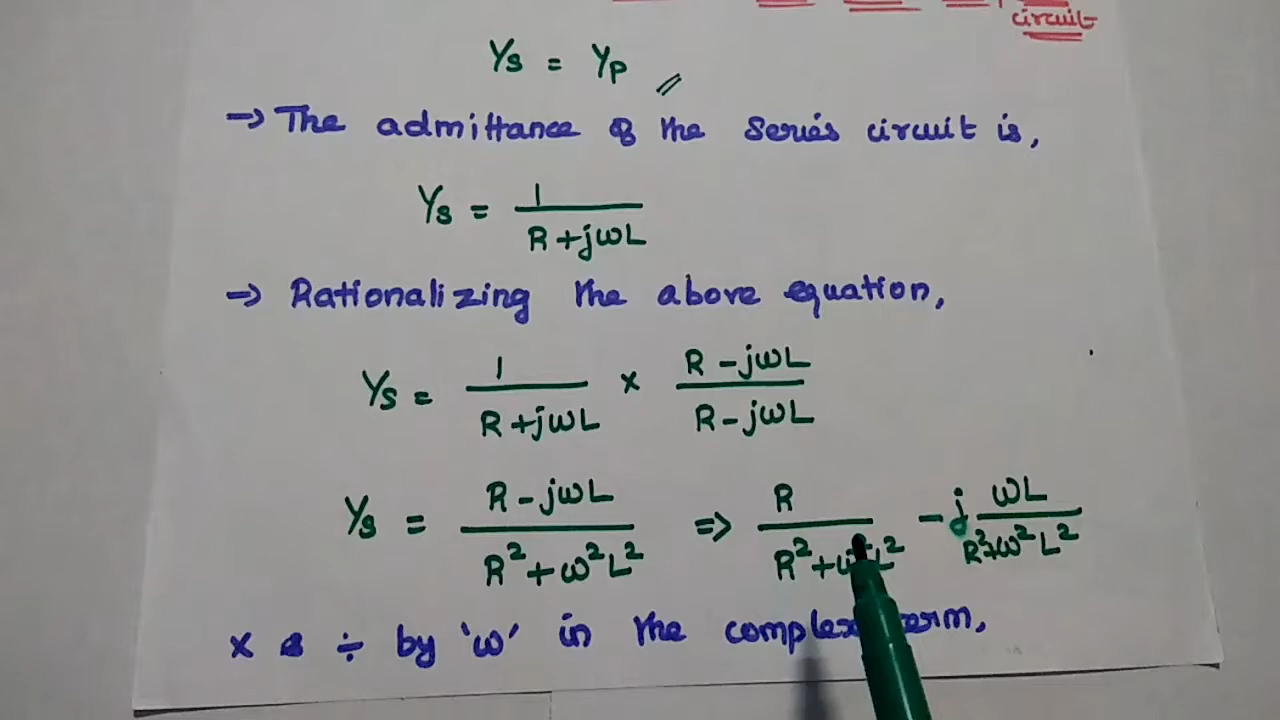 circuit
Ys = Yp
→ The admittance of the series circuit is,
Ys = 1 / (R + jωL)
→ Rationalizing the above equation,
Ys = 1 / (R + jωL) × (R - jωL) / (R - jωL)
Ys = (R - jωL) / (R² + ω²L²) ⇒ R / (R² + ω²L²) - j ωL / (R² + ω²L²)
× & ÷ by 'ω' in the complex term,